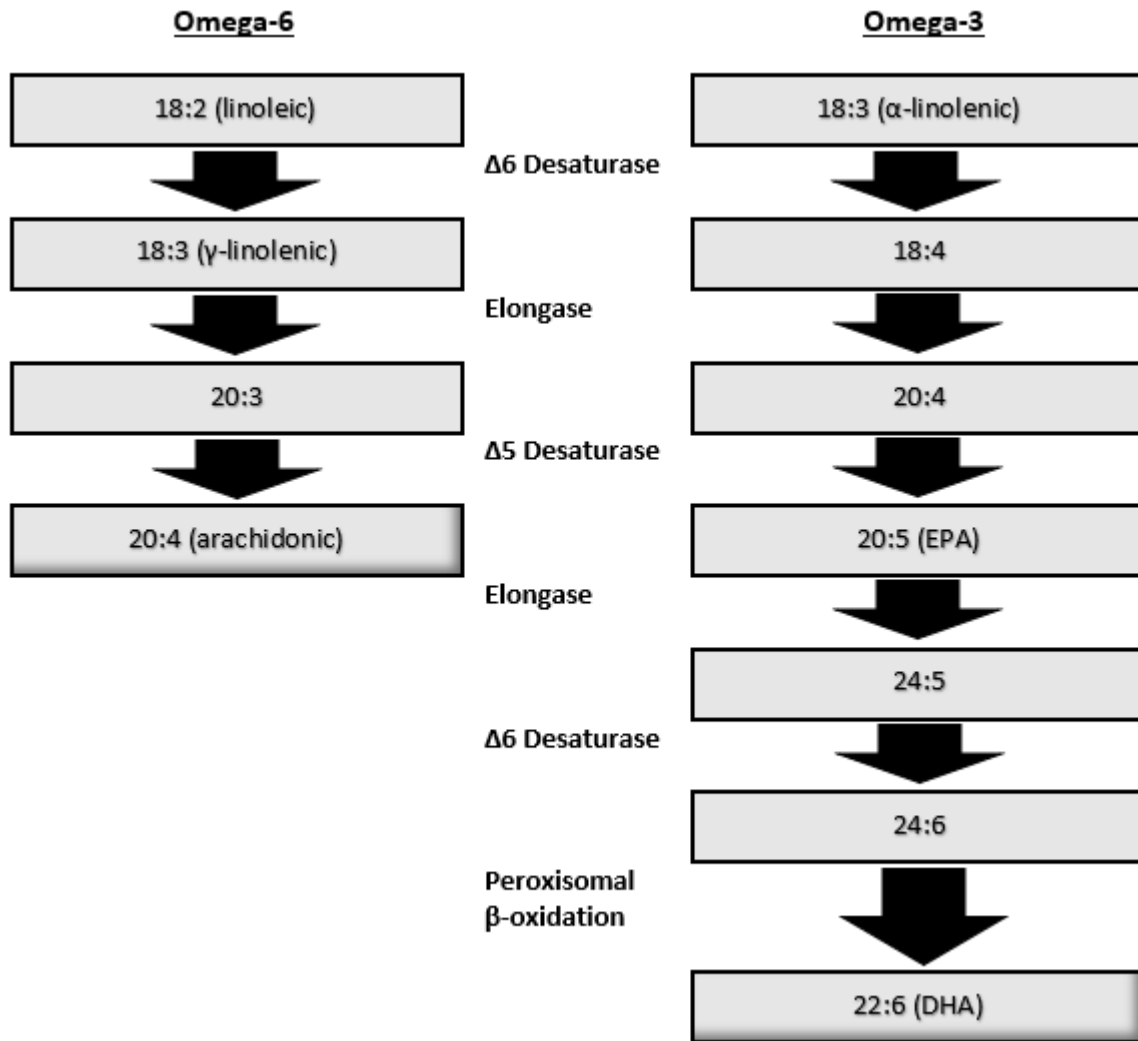 Omega-6
Omega-3
18:2 (linoleic)
18:3 (α-linolenic)
Δ6 Desaturase
18:3 (γ-linolenic)
18:4
Elongase
20:3
20:4
Δ5 Desaturase
20:4 (arachidonic)
20:5 (EPA)
Elongase
24:5
Δ6 Desaturase
24:6
Peroxisomal
β-oxidation
22:6 (DHA)